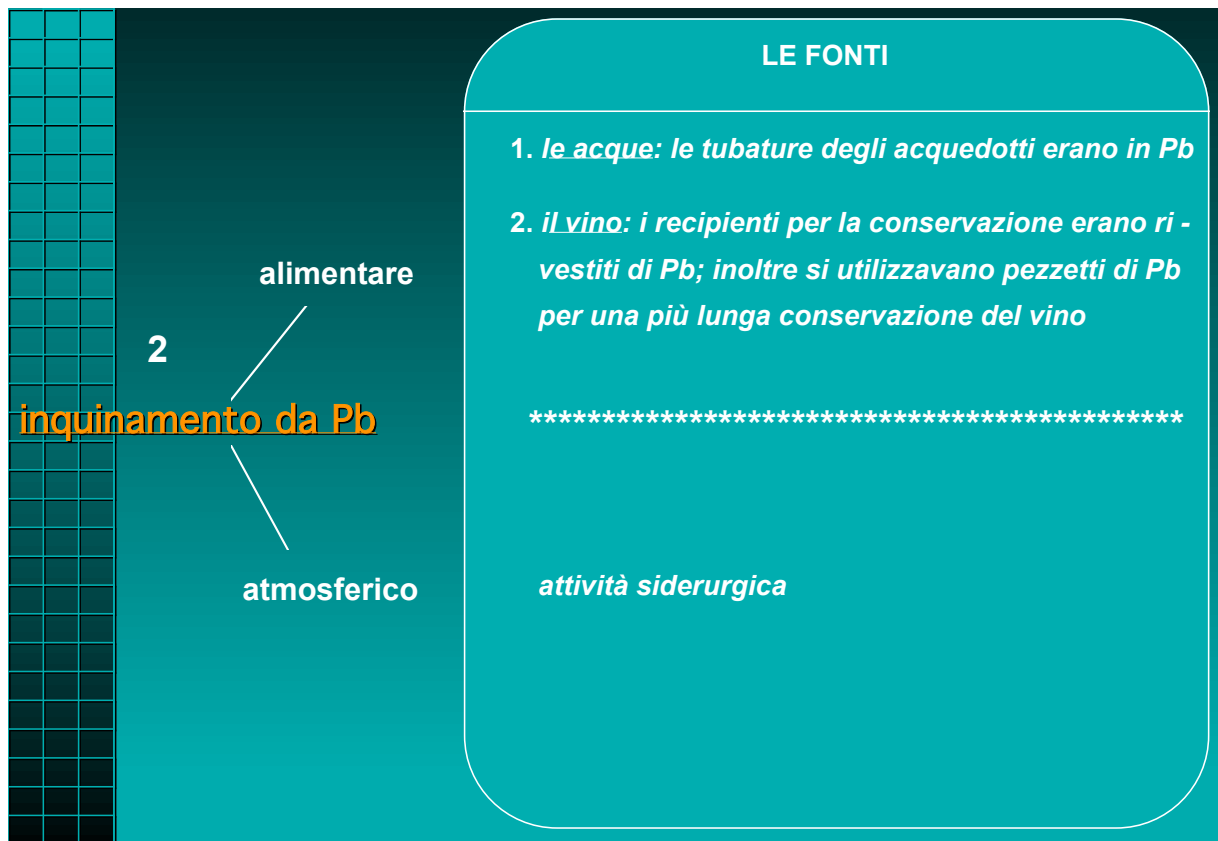 LE FONTI
1. le acque: le tubature degli acquedotti erano in Pb
2. il vino: i recipienti per la conservazione erano ri -
vestiti di Pb; inoltre si utilizzavano pezzetti di Pb
per una più lunga conservazione del vino
alimentare
2
inquinamento da Pb
*********************************************
atmosferico
attività siderurgica